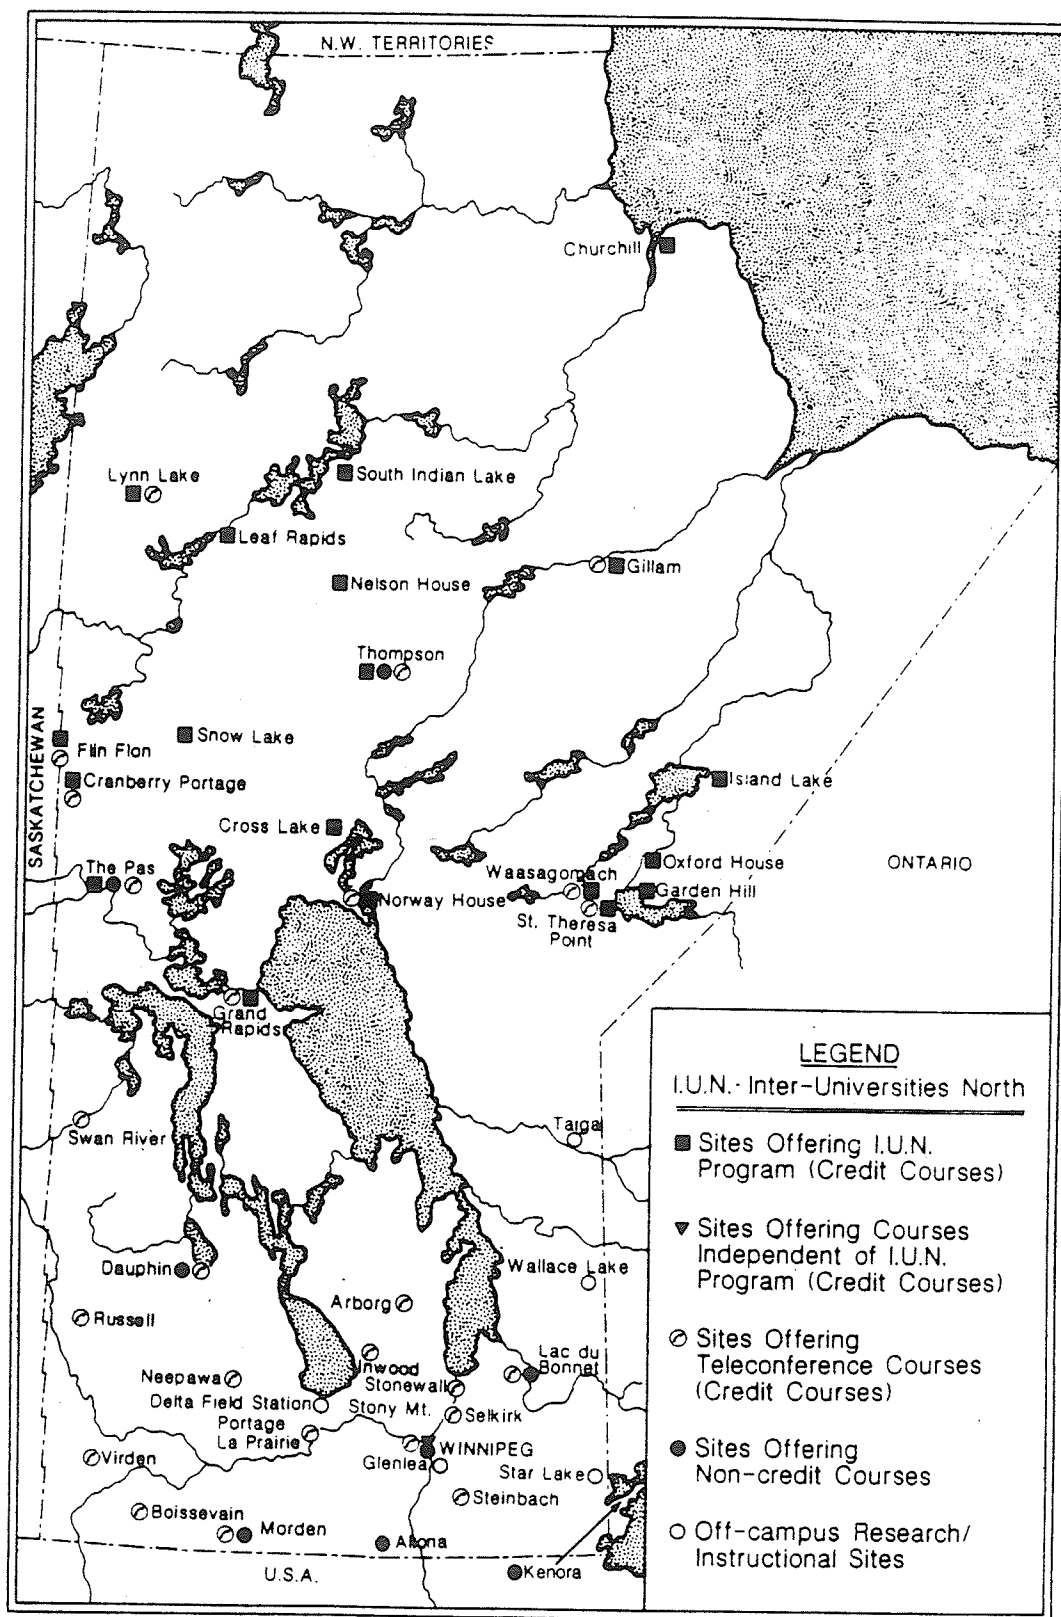 N.W. TERRITORIES
Churchill
Lynn Lake
South Indian Lake
Leaf Rapids
Gillam
Nelson House
Thompson
SASKATCHEWAN
Snow Lake
Flin Flon
Cranberry Portage
Island Lake
Cross Lake
The Pas
Oxford House
ONTARIO
Waasagomach
Norway House
Garden Hill
St. Theresa
Point
Grand
Rapids
Swan River
Taiga
Dauphin
Wallace Lake
Arborg
Russell
Lac du
Bonnet
Inwood
Neepawa
Stonewall
Delta Field Station
Stony Mt.
Selkirk
Portage
La Prairie
WINNIPEG
Virden
Glenlea
Star Lake
Steinbach
Boissevain
Morden
Altona
Kenora
U.S.A.
LEGEND
I.U.N.- Inter-Universities North
Sites Offering I.U.N.
Program (Credit Courses)
Sites Offering Courses
Independent of I.U.N.
Program (Credit Courses)
Sites Offering
Teleconference Courses
(Credit Courses)
Sites Offering
Non-credit Courses
Off-campus Research/
Instructional Sites